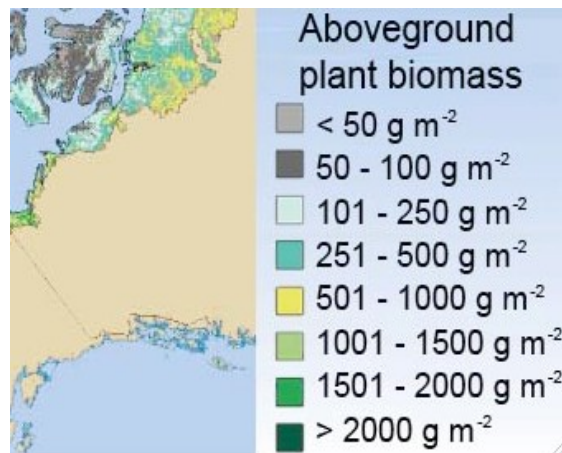 Aboveground
plant biomass
< 50 g m⁻²
50 - 100 g m⁻²
101 - 250 g m⁻²
251 - 500 g m⁻²
501 - 1000 g m⁻²
1001 - 1500 g m⁻²
1501 - 2000 g m⁻²
> 2000 g m⁻²